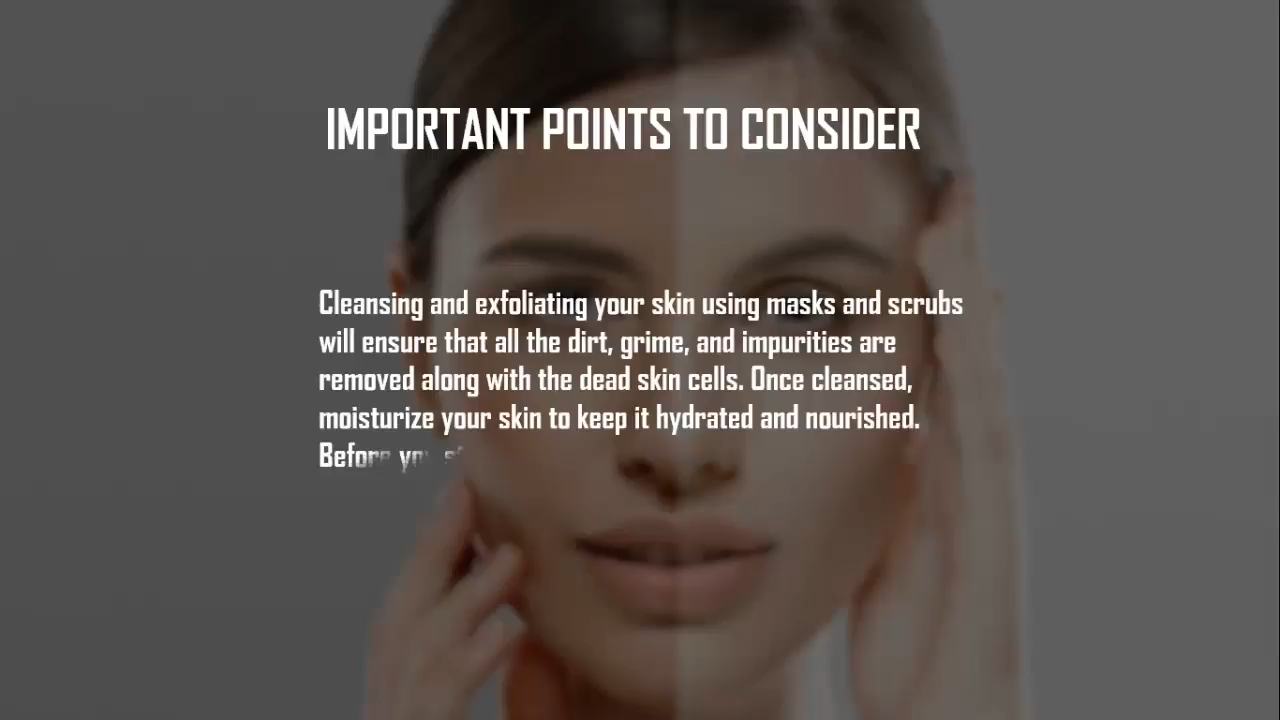 IMPORTANT POINTS TO CONSIDER
Cleansing and exfoliating your skin using masks and scrubs
will ensure that all the dirt, grime, and impurities are
removed along with the dead skin cells. Once cleansed,
moisturize your skin to keep it hydrated and nourished.
Before